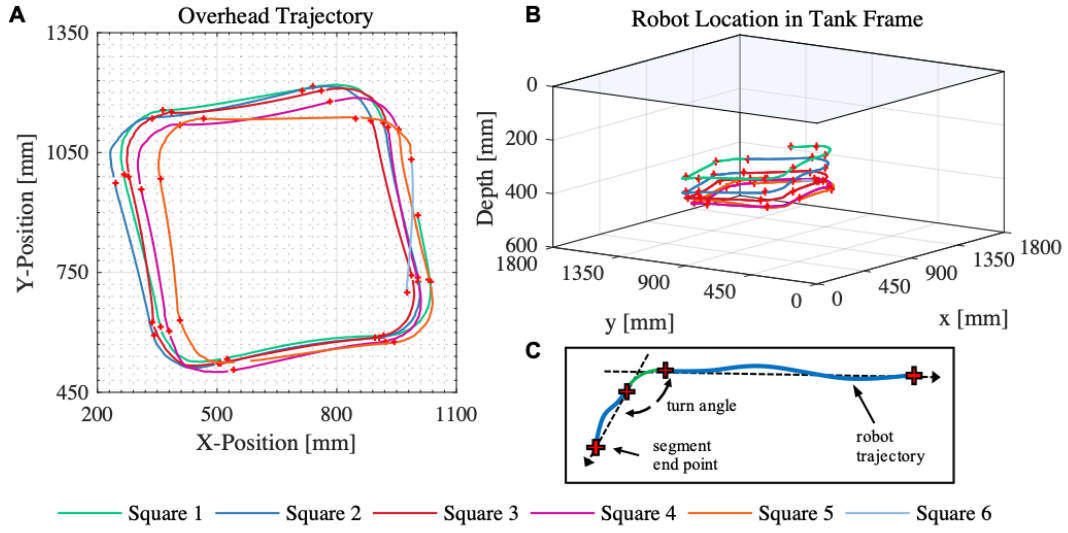 A
Overhead Trajectory
1350
1050
750
450
Y-Position [mm]
200
500
800
1100
X-Position [mm]
B
Robot Location in Tank Frame
0
200
400
600
Depth [mm]
1800
1350
900
450
0
y [mm]
0
450
900
1350
1800
x [mm]
C
turn angle
segment
end point
robot
trajectory
Square 1
Square 2
Square 3
Square 4
Square 5
Square 6